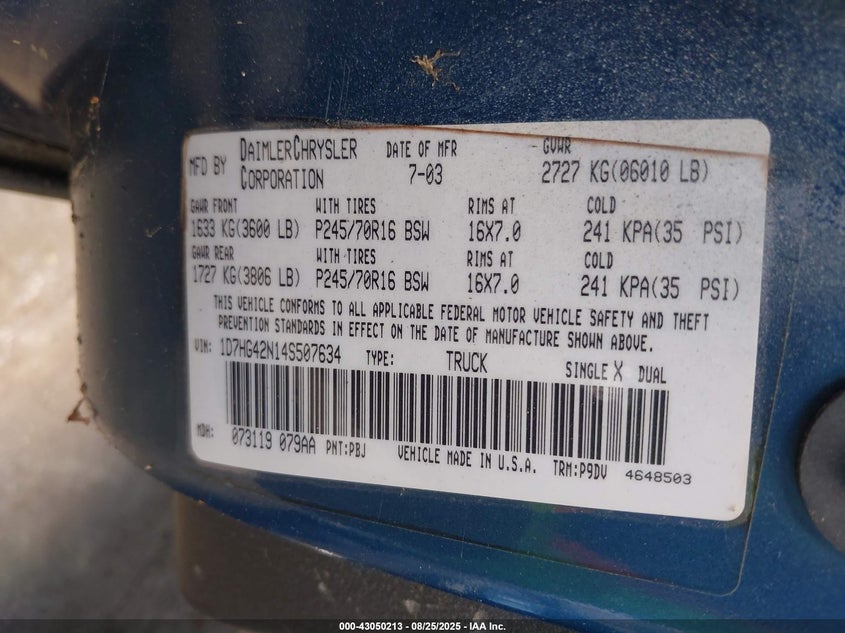 MFD BY DAIMLERCHRYSLER CORPORATION DATE OF MFR 7-03 GVWR 2727 KG(06010 LB)
GAWR FRONT WITH TIRES RIMS AT COLD
1633 KG(3600 LB) P245/70R16 BSW 16X7.0 241 KPA(35 PSI)
GAWR REAR WITH TIRES RIMS AT COLD
1727 KG(3806 LB) P245/70R16 BSW 16X7.0 241 KPA(35 PSI)
THIS VEHICLE CONFORMS TO ALL APPLICABLE FEDERAL MOTOR VEHICLE SAFETY AND THEFT
PREVENTION STANDARDS IN EFFECT ON THE DATE OF MANUFACTURE SHOWN ABOVE.
VIN: 1D7HG42N14S507634 TYPE: TRUCK SINGLE X DUAL
MDH: 073119 079AA PNT:PBJ VEHICLE MADE IN U.S.A. TRM:P9DV 4648503
000-43050213 - 08/25/2025 - IAA Inc.